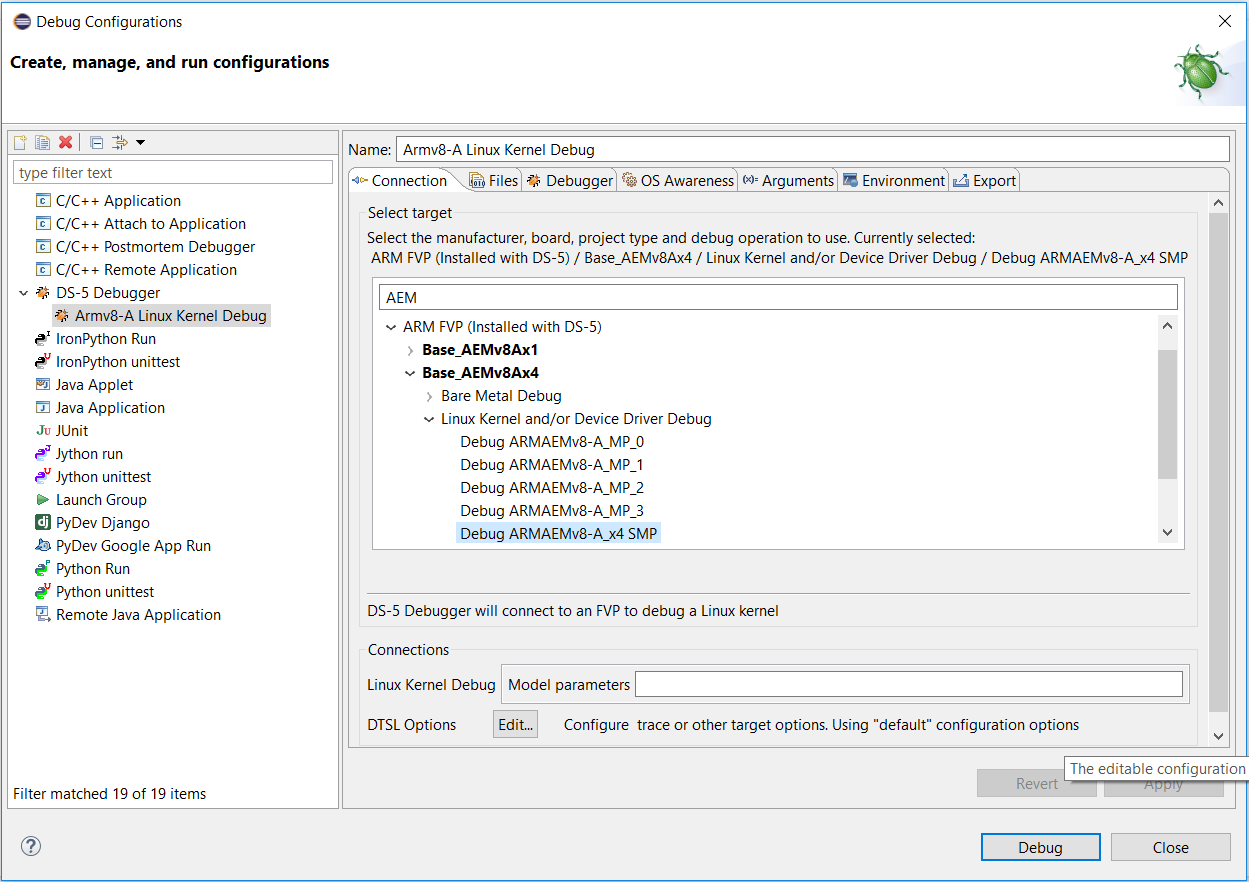 Debug Configurations
Create, manage, and run configurations
type filter text
C/C++ Application
C/C++ Attach to Application
C/C++ Postmortem Debugger
C/C++ Remote Application
DS-5 Debugger
Armv8-A Linux Kernel Debug
IronPython Run
IronPython unittest
Java Applet
Java Application
JUnit
Jython run
Jython unittest
Launch Group
PyDev Django
PyDev Google App Run
Python Run
Python unittest
Remote Java Application
Filter matched 19 of 19 items
Name: Armv8-A Linux Kernel Debug
Connection Files Debugger OS Awareness Arguments Environment Export
Select target
Select the manufacturer, board, project type and debug operation to use. Currently selected:
ARM FVP (Installed with DS-5) / Base_AEMv8Ax4 / Linux Kernel and/or Device Driver Debug / Debug ARMAEMv8-A_x4 SMP
AEM
ARM FVP (Installed with DS-5)
Base_AEMv8Ax1
Base_AEMv8Ax4
Bare Metal Debug
Linux Kernel and/or Device Driver Debug
Debug ARMAEMv8-A_MP_0
Debug ARMAEMv8-A_MP_1
Debug ARMAEMv8-A_MP_2
Debug ARMAEMv8-A_MP_3
Debug ARMAEMv8-A_x4 SMP
DS-5 Debugger will connect to an FVP to debug a Linux kernel
Connections
Linux Kernel Debug Model parameters
DTSL Options Edit... Configure trace or other target options. Using "default" configuration options
The editable configuration
Revert Apply
? Debug Close